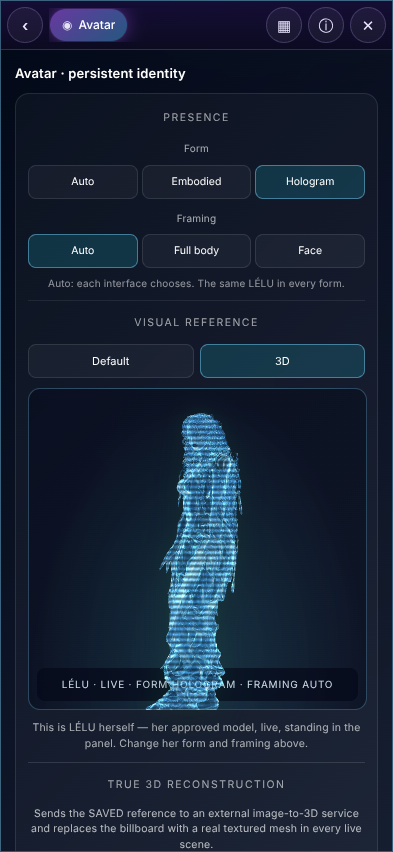 Avatar
Avatar · persistent identity
PRESENCE
Form
Auto
Embodied
Hologram
Framing
Auto
Full body
Face
Auto: each interface chooses. The same LÉLU in every form.
VISUAL REFERENCE
Default
3D
LÉLU · LIVE · FORM HOLOGRAM · FRAMING AUTO
This is LÉLU herself — her approved model, live, standing in the
panel. Change her form and framing above.
TRUE 3D RECONSTRUCTION
Sends the SAVED reference to an external image-to-3D service
and replaces the billboard with a real textured mesh in every live
scene.